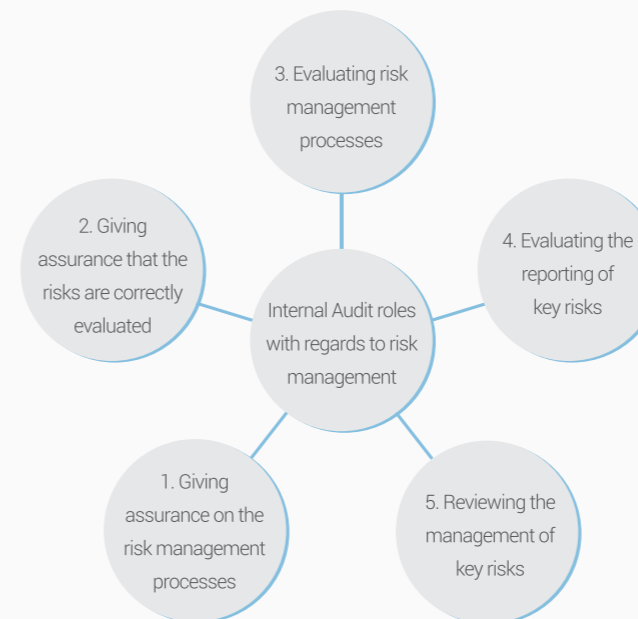 3. Evaluating risk
management
processes
2. Giving
assurance that the
risks are correctly
evaluated
4. Evaluating the
reporting of
key risks
Internal Audit roles
with regards to risk
management
1. Giving
assurance on the
risk management
processes
5. Reviewing the
management of
key risks